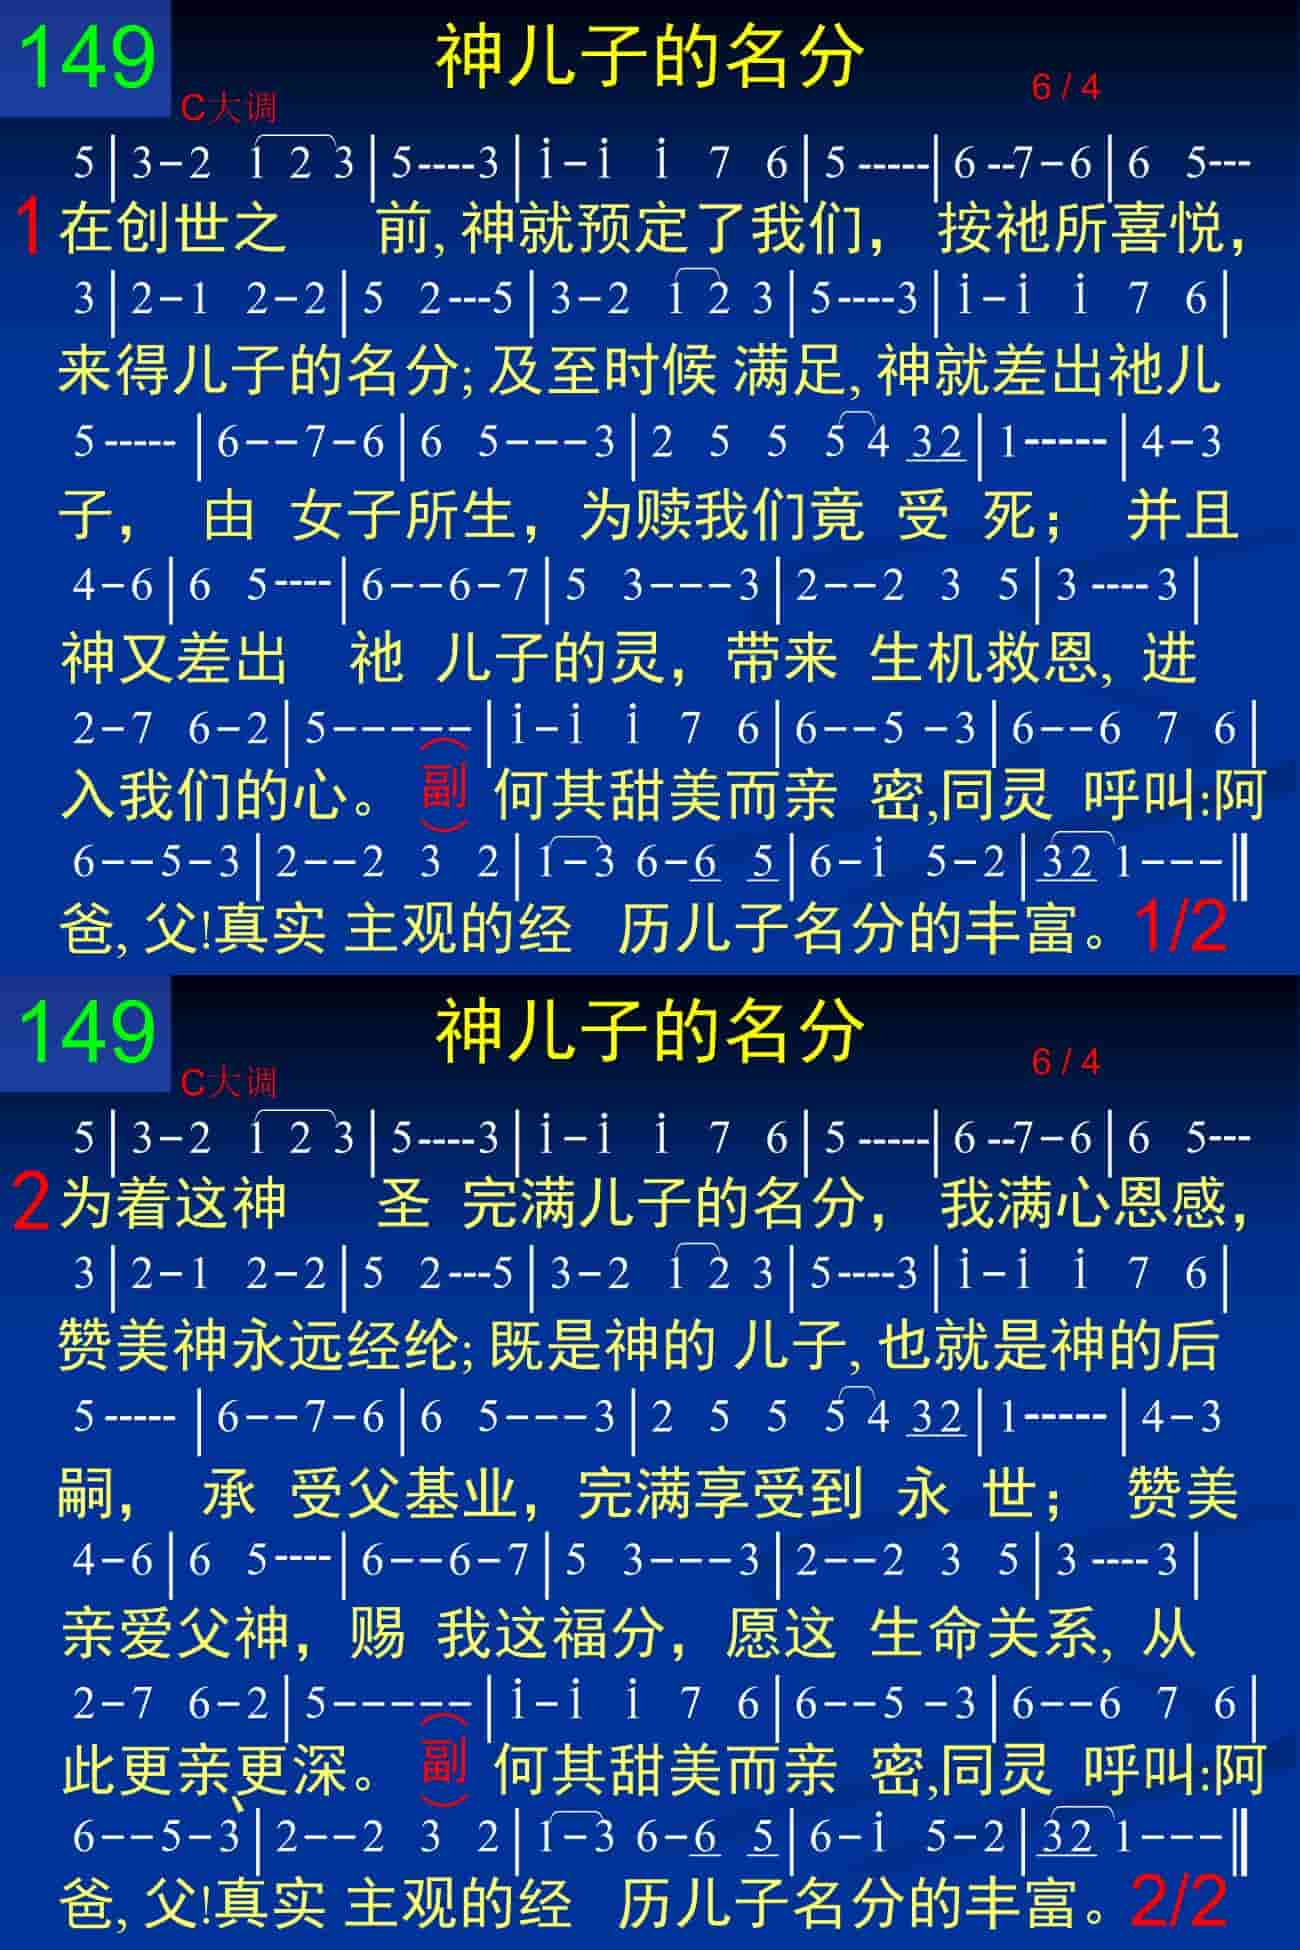 149
神儿子的名分
C大调
6 / 4
5|3-2 1 2 3|5----3|i-i i 7 6|5-----|6--7-6|6 5---
1 在创世之 前,神就预定了我们， 按祂所喜悦，
3|2-1 2-2|5 2---5|3-2 1 2 3|5----3|i-i i 7 6|
来得儿子的名分;及至时候 满足,神就差出祂儿
5-----|6--7-6|6 5---3|2 5 5 5 4 32|1-----|4-3
子， 由 女子所生，为赎我们竟 受 死； 并且
4-6|6 5----|6--6-7|5 3---3|2--2 3 5|3 ----3|
神又差出 祂 儿子的灵，带来 生机救恩, 进
2-7 6-2|5-----|i-i i 7 6|6--5 -3|6--6 7 6|
入我们的心。（副） 何其甜美而亲 密,同灵 呼叫:阿
6--5-3|2--2 3 2|1-3 6-6 5|6-i 5-2|32 1---‖
爸, 父!真实 主观的经 历儿子名分的丰富。1/2
149
神儿子的名分
C大调
6 / 4
5|3-2 1 2 3|5----3|i-i i 7 6|5-----|6--7-6|6 5---
2 为着这神 圣 完满儿子的名分， 我满心恩感，
3|2-1 2-2|5 2---5|3-2 1 2 3|5----3|i-i i 7 6|
赞美神永远经纶;既是神的 儿子,也就是神的后
5-----|6--7-6|6 5---3|2 5 5 5 4 32|1-----|4-3
嗣， 承 受父基业，完满享受到 永 世； 赞美
4-6|6 5----|6--6-7|5 3---3|2--2 3 5|3 ----3|
亲爱父神，赐 我这福分，愿这 生命关系, 从
2-7 6-2|5-----|i-i i 7 6|6--5 -3|6--6 7 6|
此更亲更深。（副） 何其甜美而亲 密,同灵 呼叫:阿
6--5-3|2--2 3 2|1-3 6-6 5|6-i 5-2|32 1---‖
爸, 父!真实 主观的经 历儿子名分的丰富。2/2